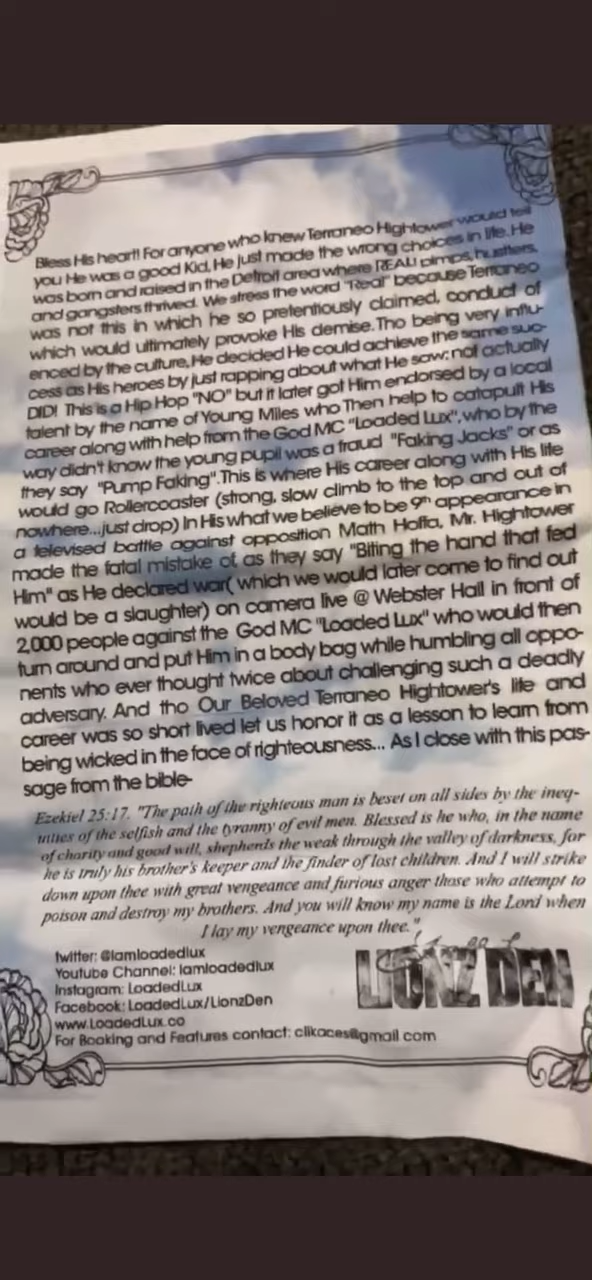 Bless His heart! For anyone who knew Terraneo Hightower would tell
you He was a good Kid, He just made the wrong choices in life. He
was born and raised in the Detroit area where REAL! pimps, hustlers,
and gangsters thrived. We stress the word "Real" because Terraneo
was not this in which he so pretentiously claimed, conduct of
which would ultimately provoke His demise. Tho being very influ-
enced by the culture, He decided He could achieve the same suc-
cess as His heroes by just rapping about what He saw; not actually
DID! This is a Hip Hop "NO" but it later got Him endorsed by a local
talent by the name of Young Miles who Then help to catapult His
career along with help from the God MC "Loaded Lux", who by the
way didn't know the young pupil was a fraud "Faking Jacks" or as
they say "Pump Faking". This is where His career along with His life
would go Rollercoaster (strong, slow climb to the top and out of
nowhere...just drop) In His what we believe to be 9th appearance in
a televised battle against opposition Math Hoffa, Mr. Hightower
made the fatal mistake of, as they say "Biting the hand that fed
Him" as He declared war( which we would later come to find out
would be a slaughter) on camera live @ Webster Hall in front of
2,000 people against the God MC "Loaded Lux" who would then
turn around and put Him in a body bag while humbling all oppo-
nents who ever thought twice about challenging such a deadly
adversary. And tho Our Beloved Terraneo Hightower's life and
career was so short lived let us honor it as a lesson to learn from
being wicked in the face of righteousness... As I close with this pas-
sage from the bible-
Ezekiel 25:17. "The path of the righteous man is beset on all sides by the ineq-
uities of the selfish and the tyranny of evil men. Blessed is he who, in the name
of charity and good will, shepherds the weak through the valley of darkness, for
he is truly his brother's keeper and the finder of lost children. And I will strike
down upon thee with great vengeance and furious anger those who attempt to
poison and destroy my brothers. And you will know my name is the Lord when
I lay my vengeance upon thee."
twitter: @Iamloadedlux
Youtube Channel: Iamloadedlux
Instagram: LoadedLux
Facebook: LoadedLux/LionzDen
www.LoadedLux.co
For Booking and Features contact: clikaces@gmail com
LIONZ DEN